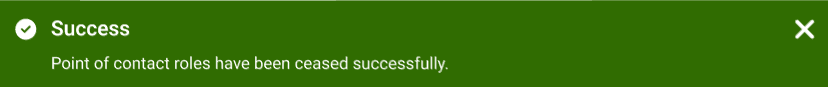 Success
Point of contact roles have been ceased successfully.